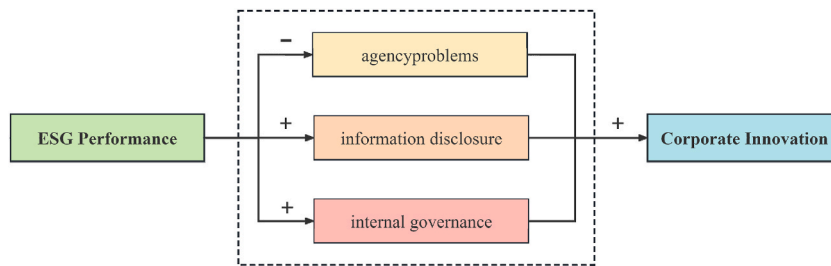 −
agencyproblems
ESG Performance
+
information disclosure
+
Corporate Innovation
+
internal governance